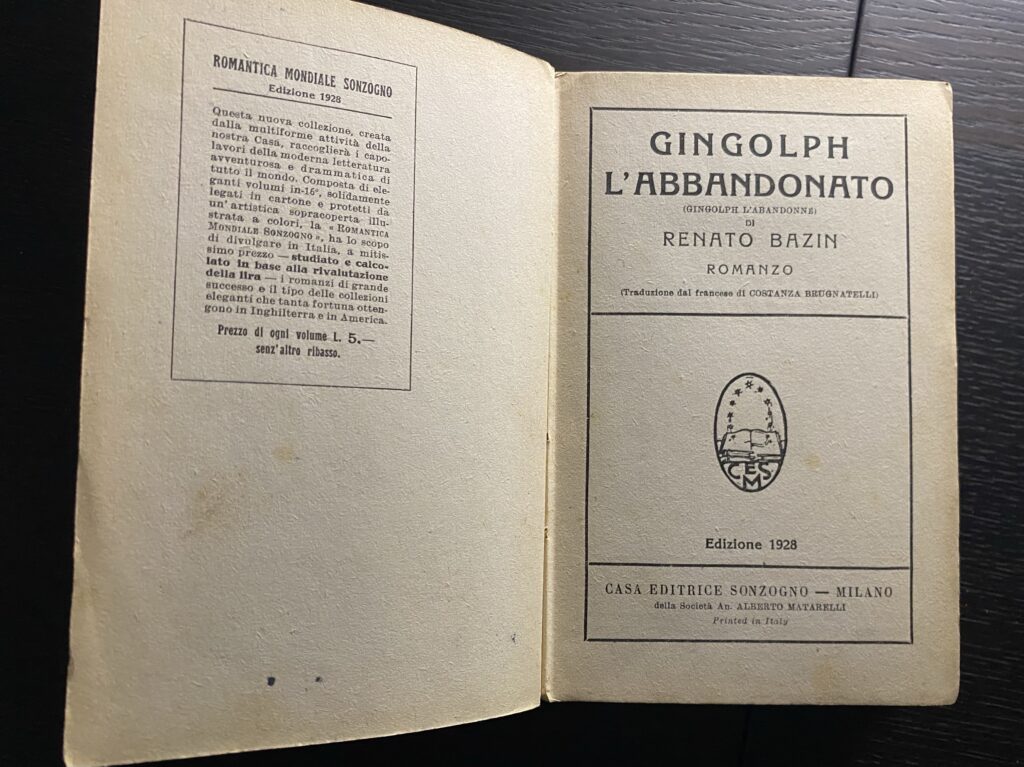 ROMANTICA MONDIALE SONZOGNO
Edizione 1928
Questa nuova collezione, creata
dalla multiforme attività della
nostra Casa, raccoglierà i capo-
lavori della moderna letteratura
avventurosa e drammatica di
tutto il mondo. Composta di ele-
ganti volumi in-16°, solidamente
legati in cartone e protetti da
un'artistica sopracoperta illu-
strata a colori, la «ROMANTICA
MONDIALE SONZOGNO», ha lo scopo
di divulgare in Italia, a mitis-
simo prezzo — studiato e calco-
lato in base alla rivalutazione
della lira — i romanzi di grande
successo e il tipo delle collezioni
eleganti che tanta fortuna otten-
gono in Inghilterra e in America.
Prezzo di ogni volume L. 5.—
senz'altro ribasso.
GINGOLPH
L'ABBANDONATO
(GINGOLPH L'ABANDONNÉ)
DI
RENATO BAZIN
ROMANZO
(Traduzione dal francese di COSTANZA BRUGNATELLI)
CESM
Edizione 1928
CASA EDITRICE SONZOGNO — MILANO
della Società An. ALBERTO MATARELLI
Printed in Italy